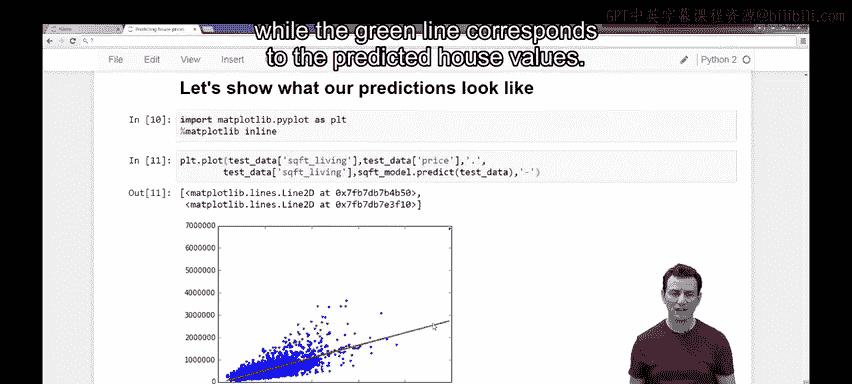 GPT中英字幕课程资源@bilibili
while the green line corresponds
to the predicted house values.
Predicting house prices
File Edit View Insert
Python 2
Let's show what our predictions look like
In [10]: import matplotlib.pyplot as plt
%matplotlib inline
In [11]: plt.plot(test_data['sqft_living'],test_data['price'],'.',
test_data['sqft_living'],sqft_model.predict(test_data),'-')
Out[11]: [<matplotlib.lines.Line2D at 0x7fb7db7b4b50>,
<matplotlib.lines.Line2D at 0x7fb7db7e3f10>]
7000000
6000000
5000000
4000000
3000000
2000000
1000000
0